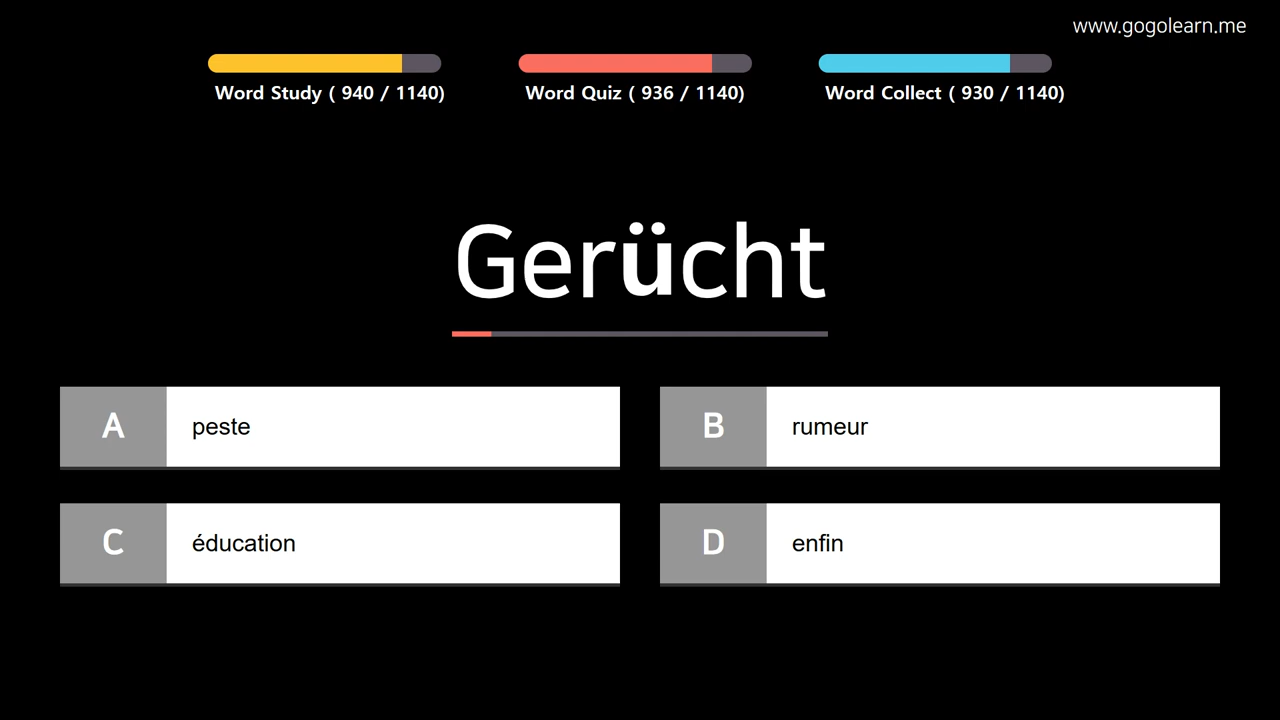 www.gogolearn.me
Word Study ( 940 / 1140)
Word Quiz ( 936 / 1140)
Word Collect ( 930 / 1140)
Gerücht
A peste
B rumeur
C éducation
D enfin